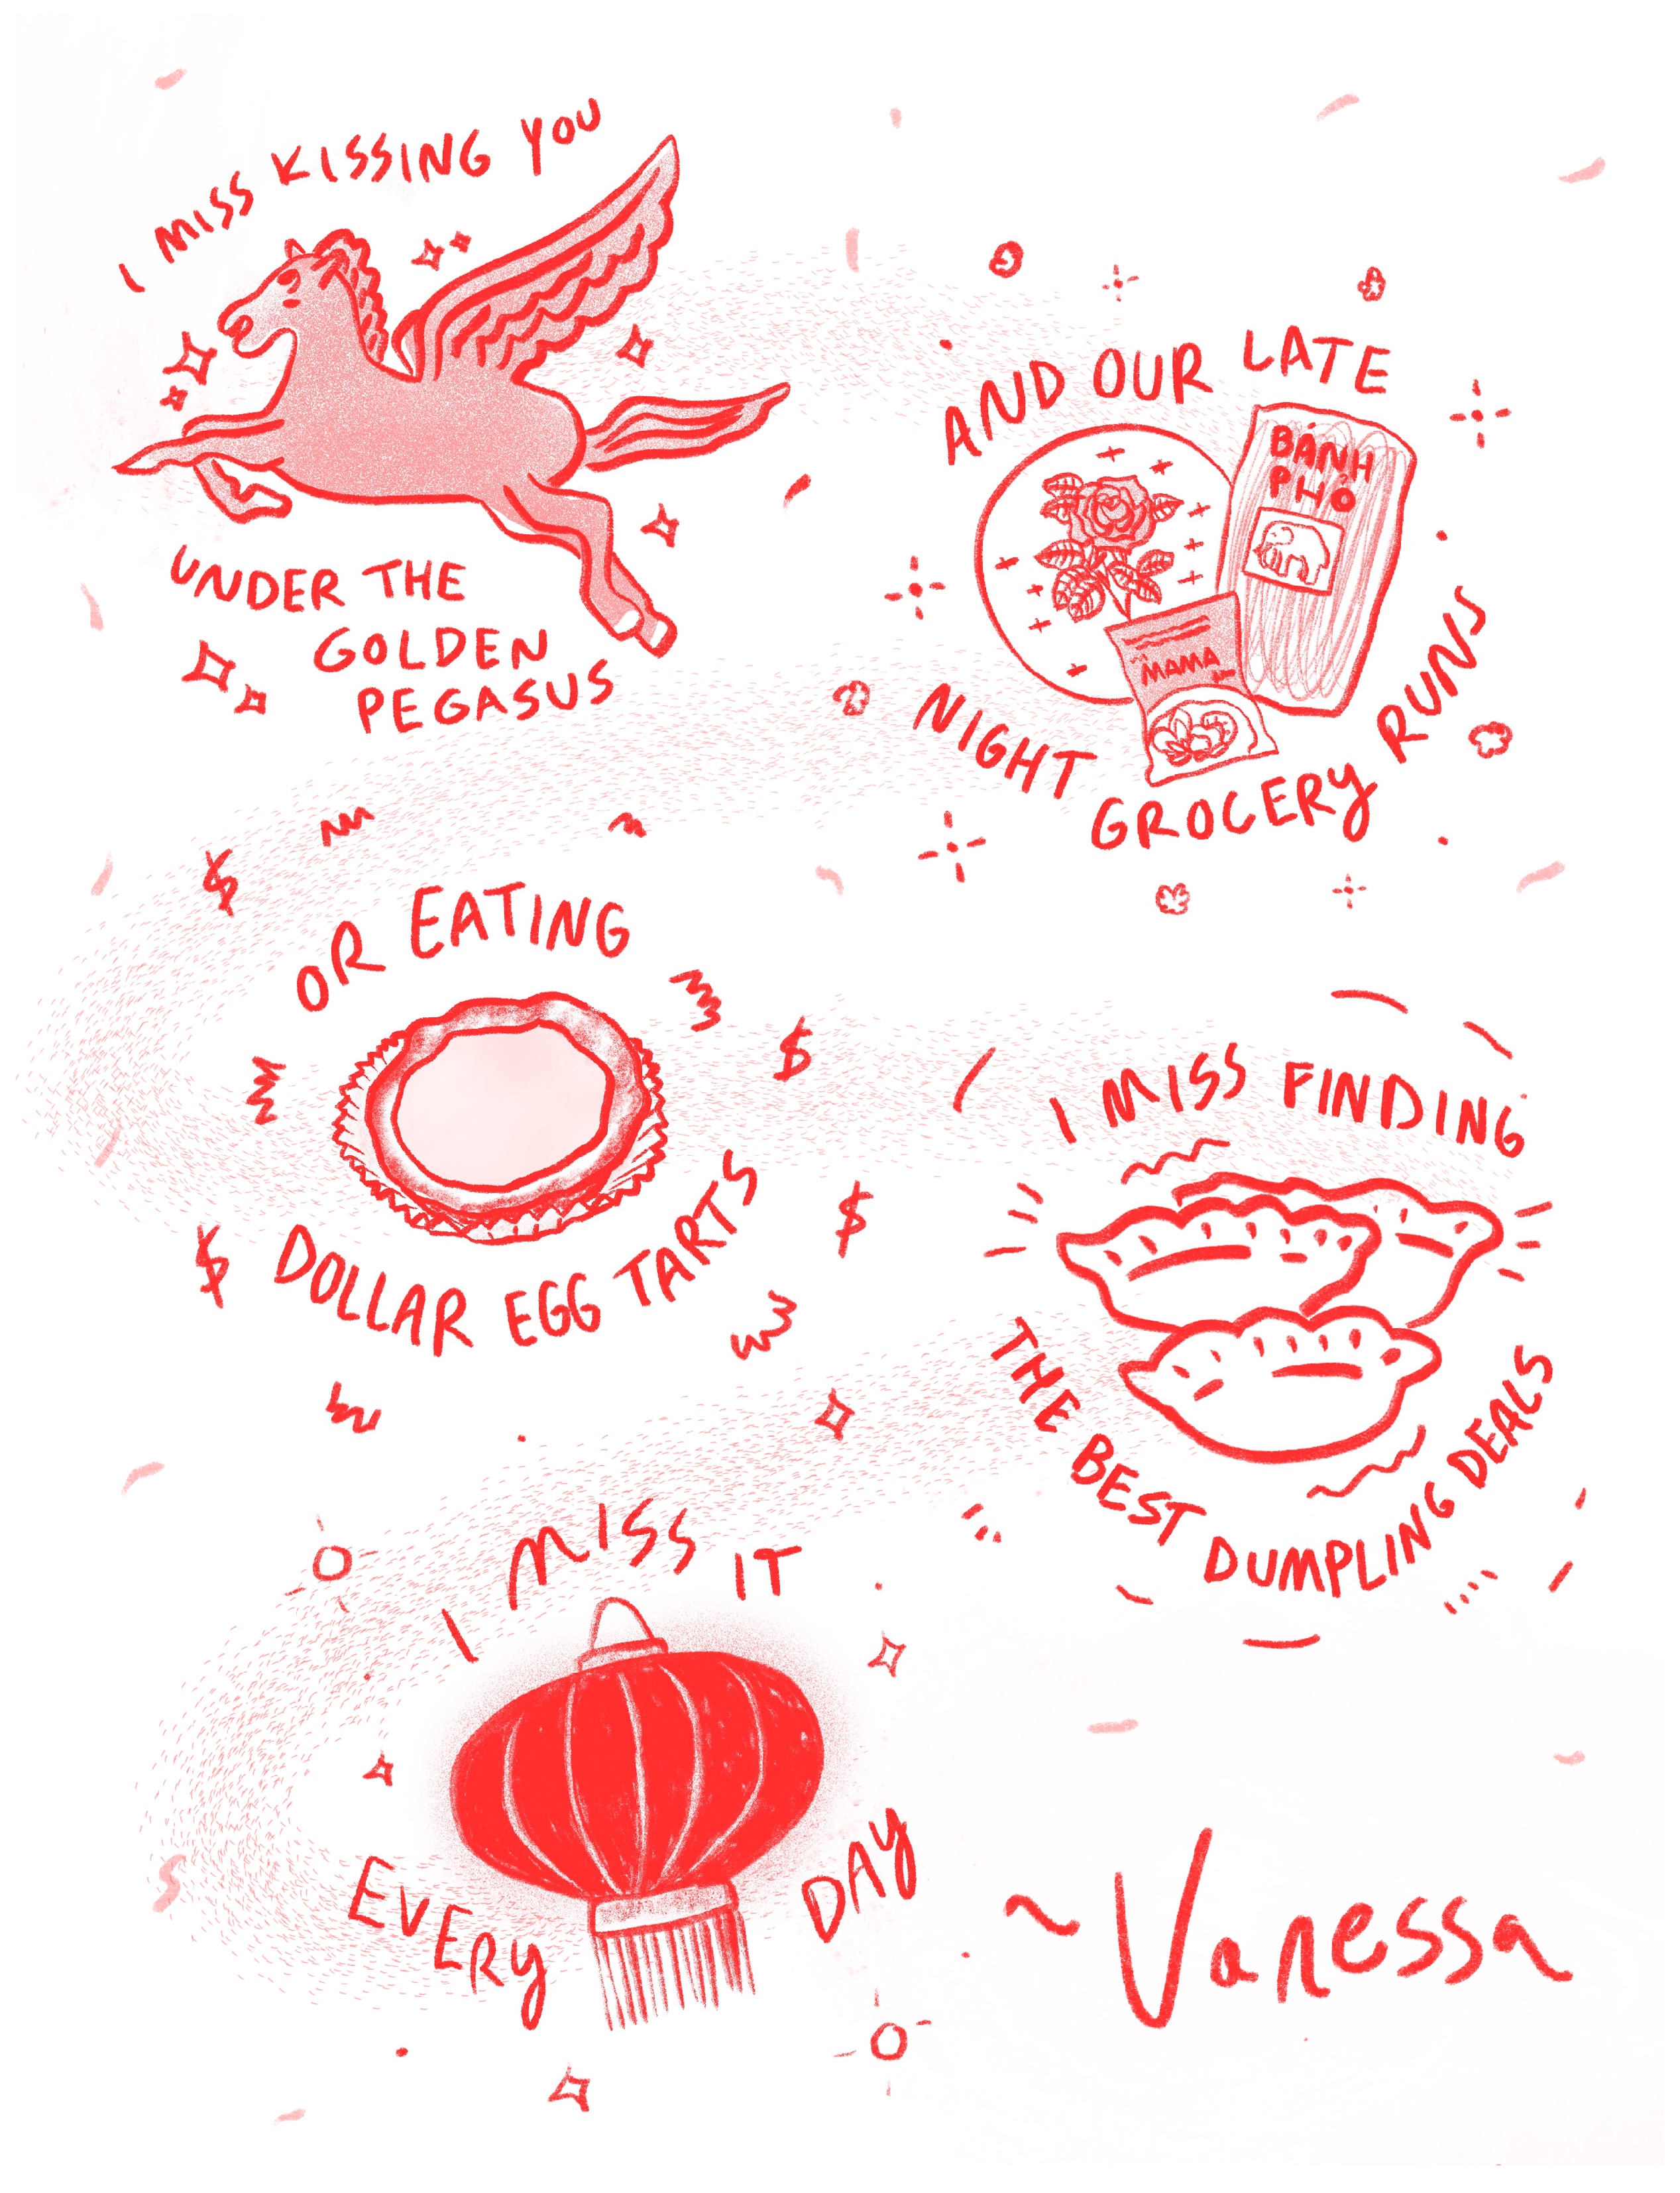 I MISS KISSING YOU
UNDER THE
GOLDEN
PEGASUS
AND OUR LATE
BÁNH
PHỞ
MAMA
NIGHT GROCERY RUNS
OR EATING
$
$
$
$
DOLLAR EGG TARTS
I MISS FINDING
THE BEST DUMPLING DEALS
I MISS IT
EVERY DAY
~Vanessa